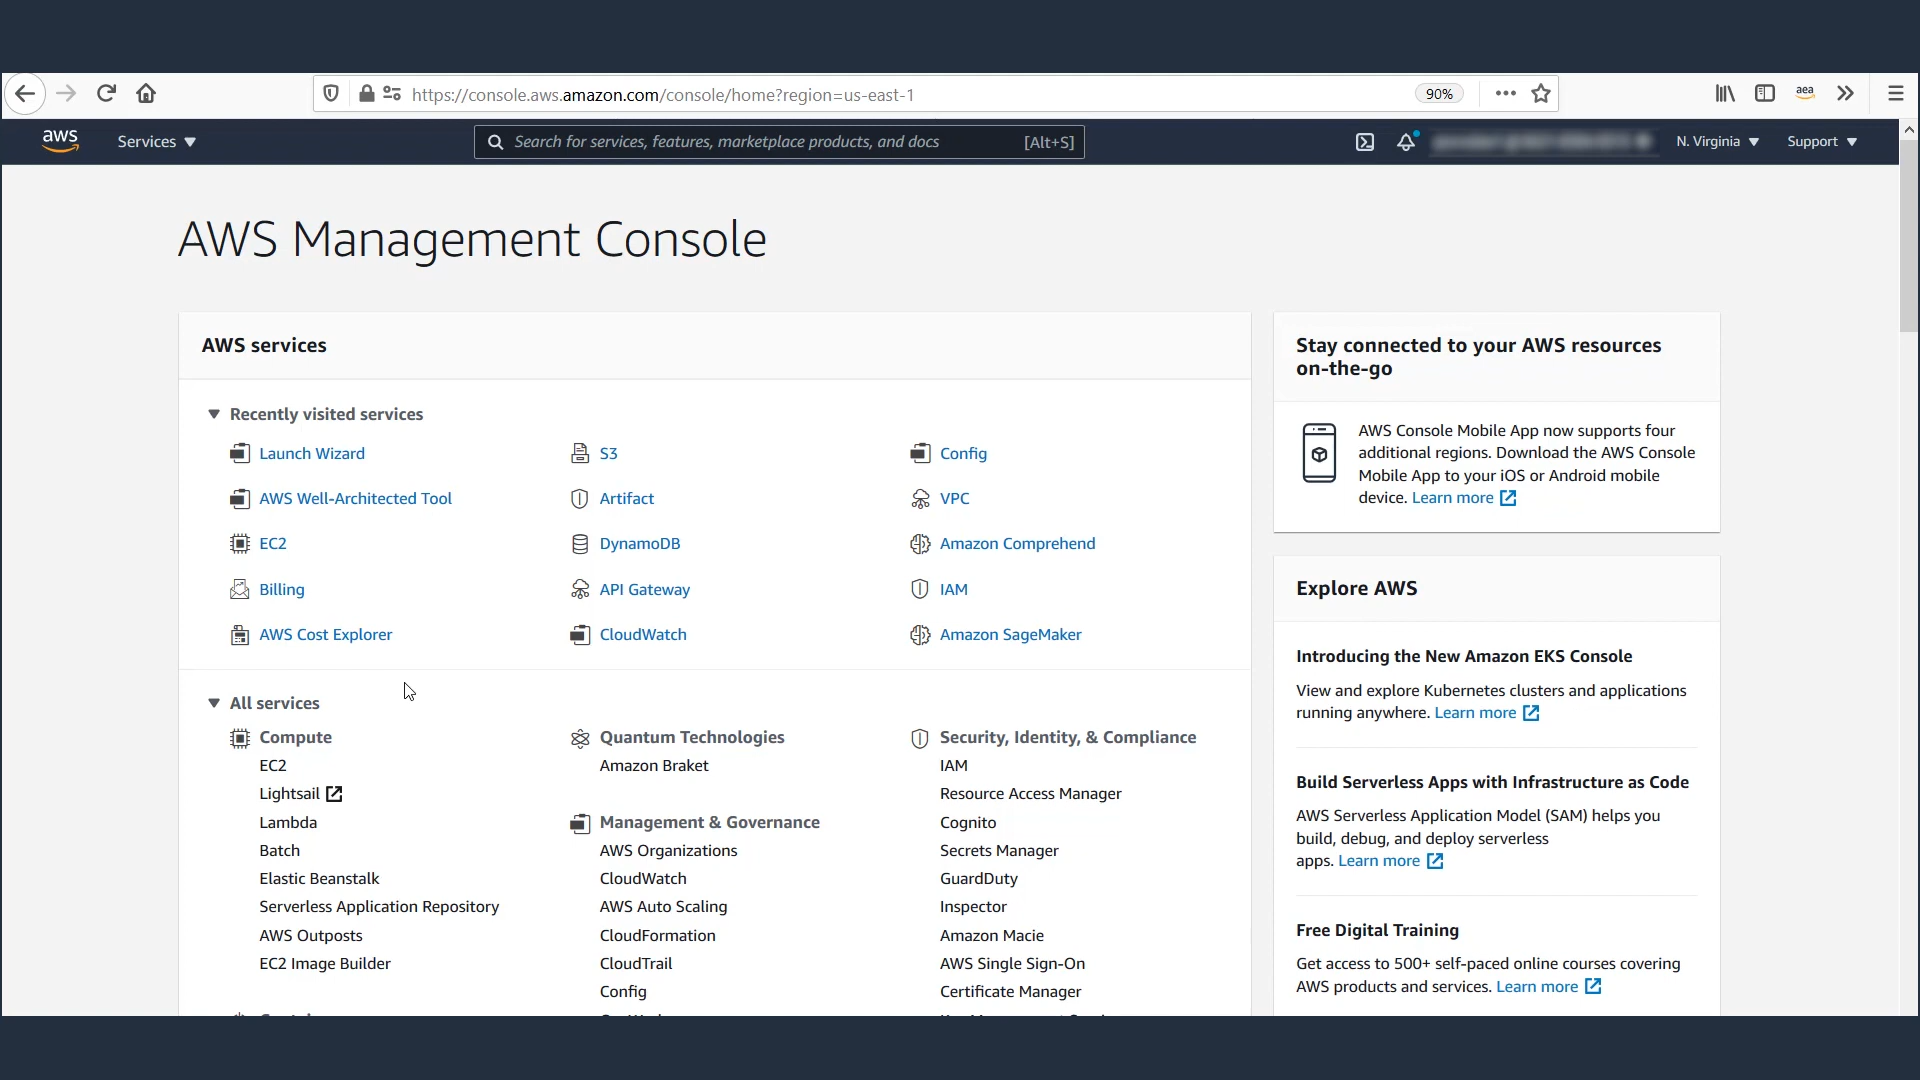 https://console.aws.amazon.com/console/home?region=us-east-1
90%
aea
aws
Services
Search for services, features, marketplace products, and docs
[Alt+S]
N. Virginia
Support
AWS Management Console
AWS services
Recently visited services
Launch Wizard
S3
Config
AWS Well-Architected Tool
Artifact
VPC
EC2
DynamoDB
Amazon Comprehend
Billing
API Gateway
IAM
AWS Cost Explorer
CloudWatch
Amazon SageMaker
All services
Compute
EC2
Lightsail
Lambda
Batch
Elastic Beanstalk
Serverless Application Repository
AWS Outposts
EC2 Image Builder
Quantum Technologies
Amazon Braket
Management & Governance
AWS Organizations
CloudWatch
AWS Auto Scaling
CloudFormation
CloudTrail
Config
Security, Identity, & Compliance
IAM
Resource Access Manager
Cognito
Secrets Manager
GuardDuty
Inspector
Amazon Macie
AWS Single Sign-On
Certificate Manager
Stay connected to your AWS resources
on-the-go
AWS Console Mobile App now supports four
additional regions. Download the AWS Console
Mobile App to your iOS or Android mobile
device. Learn more
Explore AWS
Introducing the New Amazon EKS Console
View and explore Kubernetes clusters and applications
running anywhere. Learn more
Build Serverless Apps with Infrastructure as Code
AWS Serverless Application Model (SAM) helps you
build, debug, and deploy serverless
apps. Learn more
Free Digital Training
Get access to 500+ self-paced online courses covering
AWS products and services. Learn more